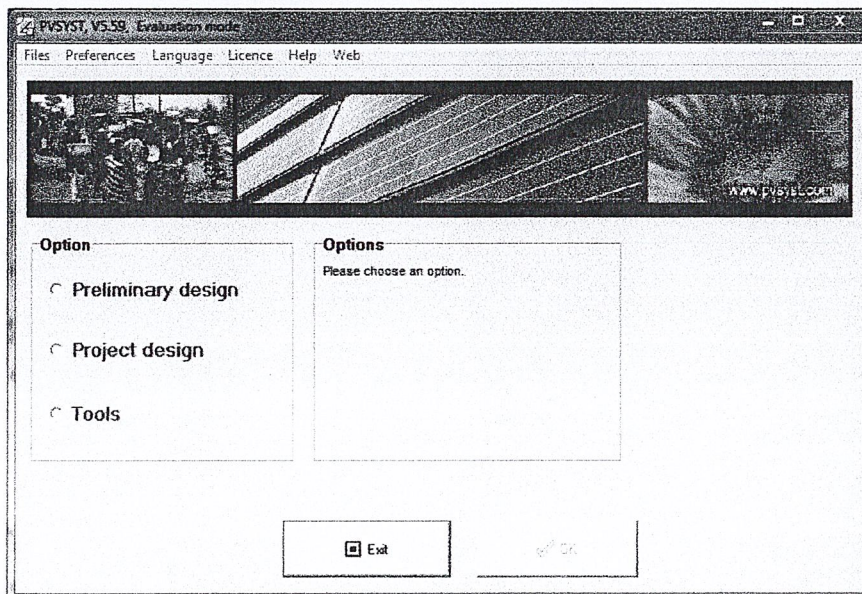 PVSYST, V5.59, Evaluation mode
Files Preferences Language Licence Help Web
www.pvsyst.com
Option
Preliminary design
Project design
Tools
Options
Please choose an option.
Exit
OK